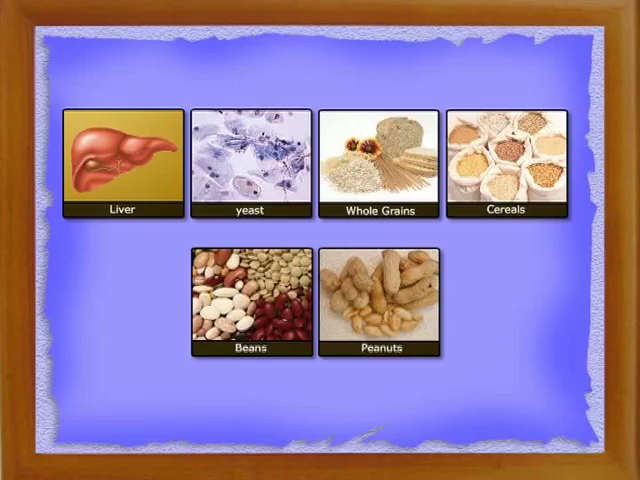 Liver
yeast
Whole Grains
Cereals
Beans
Peanuts